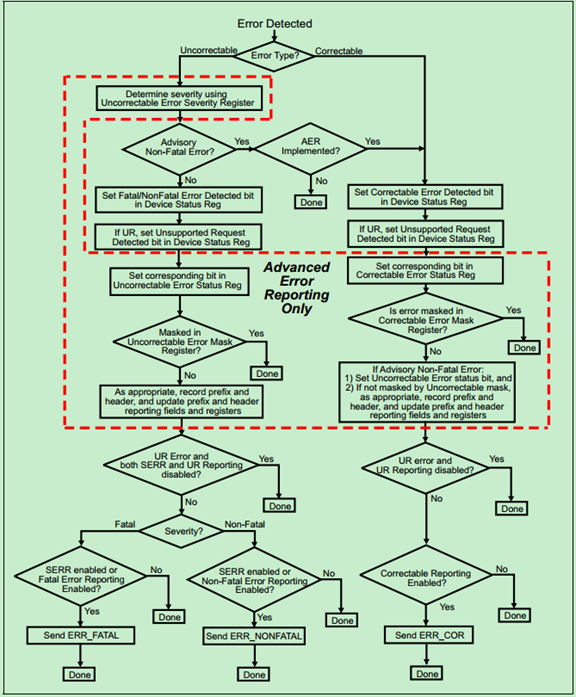 Error Detected
Uncorrectable
Error Type?
Correctable
Determine severity using
Uncorrectable Error Severity Register
Advisory
Non-Fatal Error?
Yes
AER
Implemented?
Yes
No
No
Done
Set Fatal/NonFatal Error Detected bit
in Device Status Reg
Set Correctable Error Detected bit
in Device Status Reg
If UR, set Unsupported Request
Detected bit in Device Status Reg
If UR, set Unsupported Request
Detected bit in Device Status Reg
Advanced
Error
Reporting
Only
Set corresponding bit in
Uncorrectable Error Status Reg
Set corresponding bit in
Correctable Error Status Reg
Masked in
Uncorrectable Error Mask
Register?
Yes
No
Done
Is error masked in
Correctable Error Mask
Register?
Yes
No
Done
As appropriate, record prefix and
header, and update prefix and header
reporting fields and registers
If Advisory Non-Fatal Error:
1) Set Uncorrectable Error status bit, and
2) If not masked by Uncorrectable mask,
as appropriate, record prefix and
header, and update prefix and header
reporting fields and registers
UR Error and
both SERR and UR Reporting
disabled?
Yes
No
Done
UR error and
UR Reporting disabled?
Yes
No
Done
Fatal
Severity?
Non-Fatal
SERR enabled or
Fatal Error Reporting
Enabled?
No
Yes
Done
SERR enabled or
Non-Fatal Error Reporting
Enabled?
No
Yes
Done
Correctable Reporting
Enabled?
No
Yes
Done
Send ERR_FATAL
Send ERR_NONFATAL
Send ERR_COR
Done
Done
Done